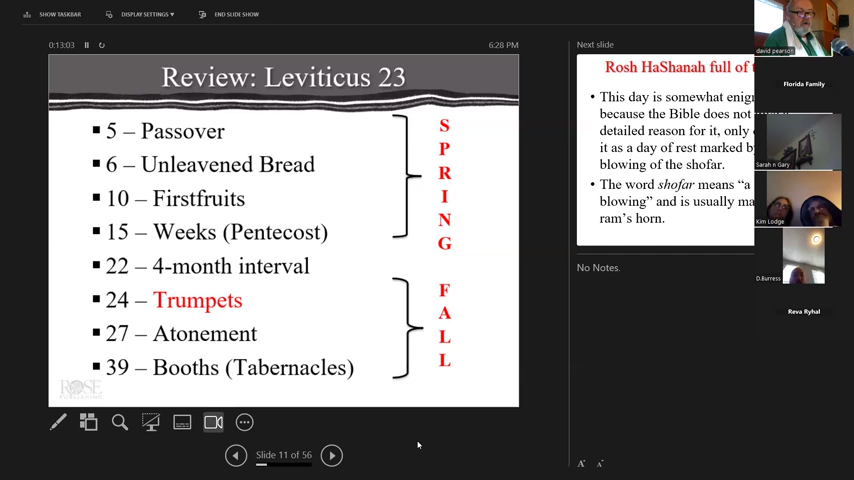 SHOW TASKBAR
DISPLAY SETTINGS ▼
END SLIDE SHOW
0:13:03
6:28 PM
Review: Leviticus 23
▪ 5 – Passover
▪ 6 – Unleavened Bread
▪ 10 – Firstfruits
▪ 15 – Weeks (Pentecost)
▪ 22 – 4-month interval
▪ 24 – Trumpets
▪ 27 – Atonement
▪ 39 – Booths (Tabernacles)
SPRING
FALL
ROSE
PUBLISHING
Slide 11 of 56
Next slide
Rosh HaShanah full of
• This day is somewhat
because the Bible does not
detailed reason for it, only
it as a day of rest marked
blowing of the shofar.
• The word shofar means “a
blowing” and is usually
ram’s horn.
No Notes.
A A
david pearson
Florida Family
Sarah n Gary
Kim Lodge
D.Burress
Reva Ryhal